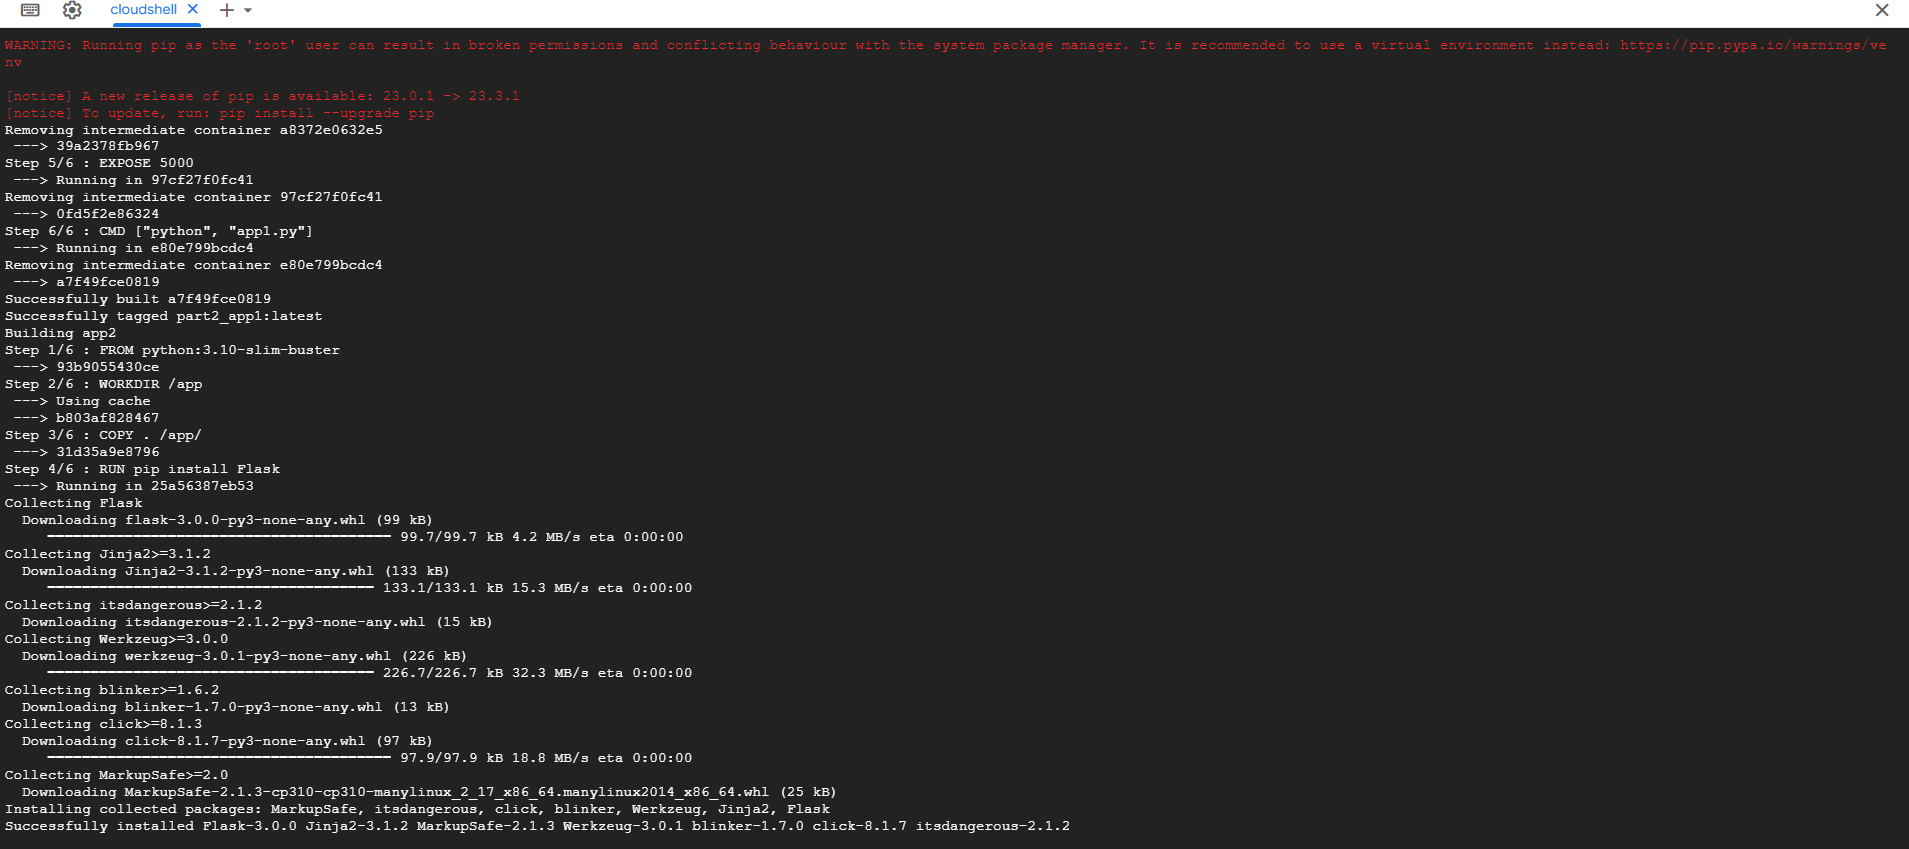 cloudshell
WARNING: Running pip as the 'root' user can result in broken permissions and conflicting behaviour with the system package manager. It is recommended to use a virtual environment instead: https://pip.pypa.io/warnings/ve
nv
[notice] A new release of pip is available: 23.0.1 -> 23.3.1
[notice] To update, run: pip install --upgrade pip
Removing intermediate container a8372e0632e5
---> 39a2378fb967
Step 5/6 : EXPOSE 5000
---> Running in 97cf27f0fc41
Removing intermediate container 97cf27f0fc41
---> 0fd5f2e86324
Step 6/6 : CMD ["python", "app1.py"]
---> Running in e80e799bcdc4
Removing intermediate container e80e799bcdc4
---> a7f49fce0819
Successfully built a7f49fce0819
Successfully tagged part2_app1:latest
Building app2
Step 1/6 : FROM python:3.10-slim-buster
---> 93b9055430ce
Step 2/6 : WORKDIR /app
---> Using cache
---> b803af828467
Step 3/6 : COPY . /app/
---> 31d35a9e8796
Step 4/6 : RUN pip install Flask
---> Running in 25a56387eb53
Collecting Flask
Downloading flask-3.0.0-py3-none-any.whl (99 kB)
99.7/99.7 kB 4.2 MB/s eta 0:00:00
Collecting Jinja2>=3.1.2
Downloading Jinja2-3.1.2-py3-none-any.whl (133 kB)
133.1/133.1 kB 15.3 MB/s eta 0:00:00
Collecting itsdangerous>=2.1.2
Downloading itsdangerous-2.1.2-py3-none-any.whl (15 kB)
Collecting Werkzeug>=3.0.0
Downloading werkzeug-3.0.1-py3-none-any.whl (226 kB)
226.7/226.7 kB 32.3 MB/s eta 0:00:00
Collecting blinker>=1.6.2
Downloading blinker-1.7.0-py3-none-any.whl (13 kB)
Collecting click>=8.1.3
Downloading click-8.1.7-py3-none-any.whl (97 kB)
97.9/97.9 kB 18.8 MB/s eta 0:00:00
Collecting MarkupSafe>=2.0
Downloading MarkupSafe-2.1.3-cp310-cp310-manylinux_2_17_x86_64.manylinux2014_x86_64.whl (25 kB)
Installing collected packages: MarkupSafe, itsdangerous, click, blinker, Werkzeug, Jinja2, Flask
Successfully installed Flask-3.0.0 Jinja2-3.1.2 MarkupSafe-2.1.3 Werkzeug-3.0.1 blinker-1.7.0 click-8.1.7 itsdangerous-2.1.2